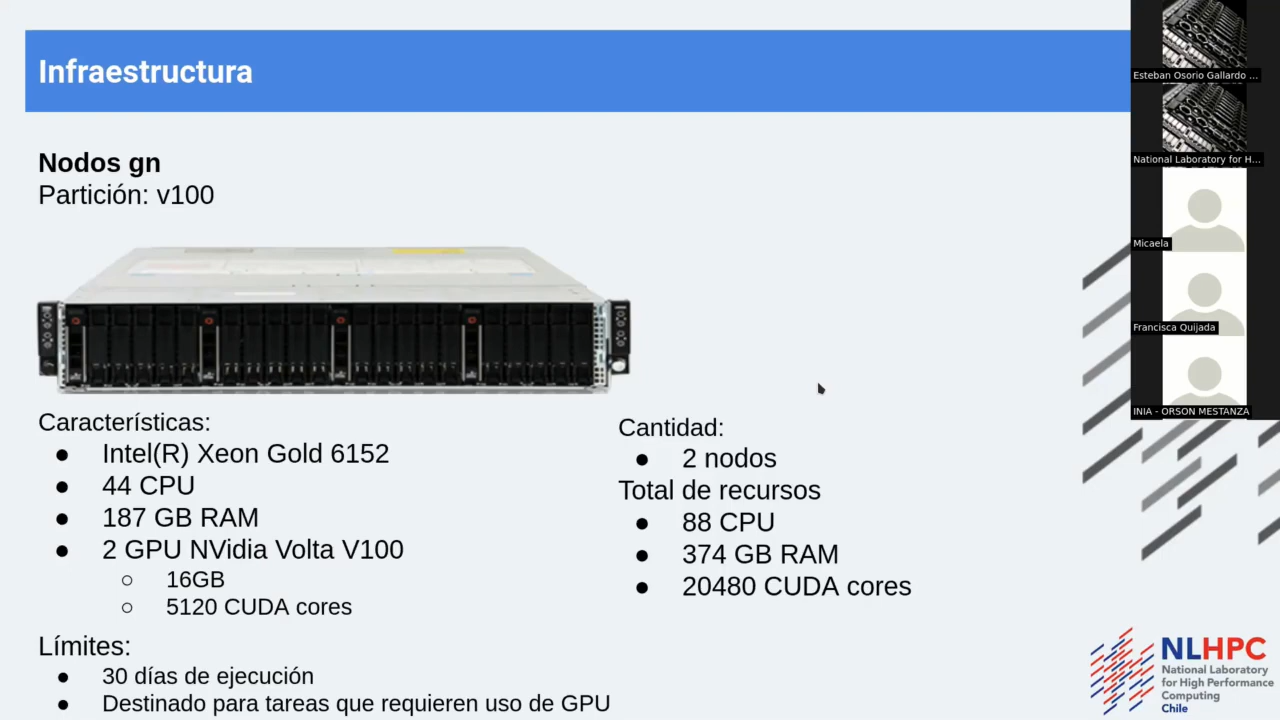 Infraestructura
Nodos gn
Partición: v100
Características:
● Intel(R) Xeon Gold 6152
● 44 CPU
● 187 GB RAM
● 2 GPU NVidia Volta V100
○ 16GB
○ 5120 CUDA cores
Límites:
● 30 días de ejecución
● Destinado para tareas que requieren uso de GPU
Cantidad:
● 2 nodos
Total de recursos
● 88 CPU
● 374 GB RAM
● 20480 CUDA cores
Esteban Osorio Gallardo ...
National Laboratory for H...
Micaela
Francisca Quijada
INIA - ORSON MESTANZA
NLHPC
National Laboratory
for High Performance
Computing
Chile